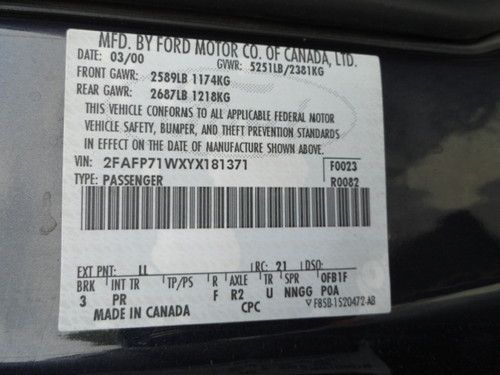 MFD. BY FORD MOTOR CO. OF CANADA, LTD.
DATE: 03/00 GVWR: 5251LB/2381KG
FRONT GAWR: 2589LB 1174KG
REAR GAWR: 2687LB 1218KG
THIS VEHICLE CONFORMS TO ALL APPLICABLE FEDERAL MOTOR
VEHICLE SAFETY, BUMPER, AND THEFT PREVENTION STANDARDS
IN EFFECT ON THE DATE OF MANUFACTURE SHOWN ABOVE.
VIN: 2FAFP71WXYX181371 F0023
TYPE: PASSENGER R0082
EXT PNT: LL RC: 21 DSO:
BRK INT TR TP/PS R AXLE TR SPR 0FB1F
3 PR F R2 U NNGG P0A
MADE IN CANADA CPC F85B-1520472-AB